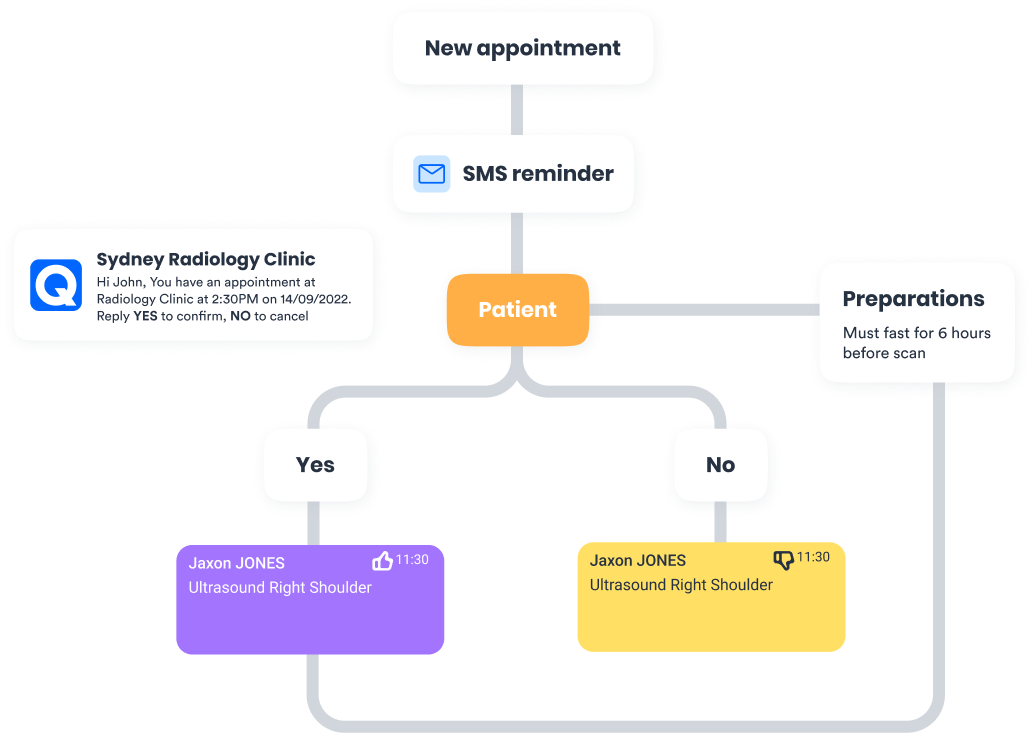 New appointment
SMS reminder
Sydney Radiology Clinic
Hi John, You have an appointment at
Radiology Clinic at 2:30PM on 14/09/2022.
Reply YES to confirm, NO to cancel
Patient
Preparations
Must fast for 6 hours
before scan
Yes
No
Jaxon JONES 11:30
Ultrasound Right Shoulder
Jaxon JONES 11:30
Ultrasound Right Shoulder